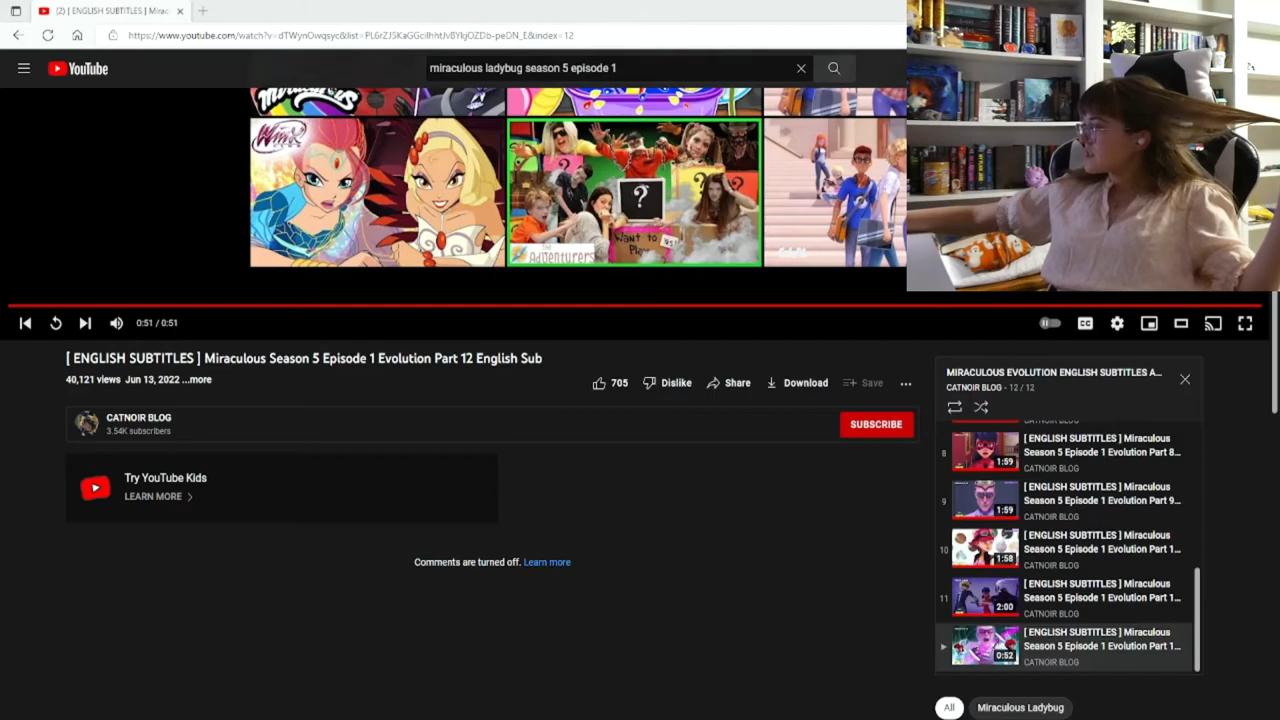 (2) [ ENGLISH SUBTITLES ] Mirac
https://www.youtube.com/watch?v=dTWynOwqsyc&list=PL6rZJ5KaGGcilhhtJv8YkjOZDb-peDN_E&index=12
YouTube
miraculous ladybug season 5 episode 1
MIRACULOUS
WINX
?
Want to
Play
THE
ADVENTURERS
0:51 / 0:51
CC
[ ENGLISH SUBTITLES ] Miraculous Season 5 Episode 1 Evolution Part 12 English Sub
40,121 views Jun 13, 2022 ...more
705
Dislike
Share
Download
Save
CATNOIR BLOG
3.54K subscribers
SUBSCRIBE
Try YouTube Kids
LEARN MORE
Comments are turned off. Learn more
MIRACULOUS EVOLUTION ENGLISH SUBTITLES A...
CATNOIR BLOG - 12 / 12
CATNOIR BLOG
8
1:59
[ ENGLISH SUBTITLES ] Miraculous
Season 5 Episode 1 Evolution Part 8...
CATNOIR BLOG
9
1:59
[ ENGLISH SUBTITLES ] Miraculous
Season 5 Episode 1 Evolution Part 9...
CATNOIR BLOG
10
1:58
[ ENGLISH SUBTITLES ] Miraculous
Season 5 Episode 1 Evolution Part 1...
CATNOIR BLOG
11
2:00
[ ENGLISH SUBTITLES ] Miraculous
Season 5 Episode 1 Evolution Part 1...
CATNOIR BLOG
0:52
[ ENGLISH SUBTITLES ] Miraculous
Season 5 Episode 1 Evolution Part 1...
CATNOIR BLOG
All
Miraculous Ladybug